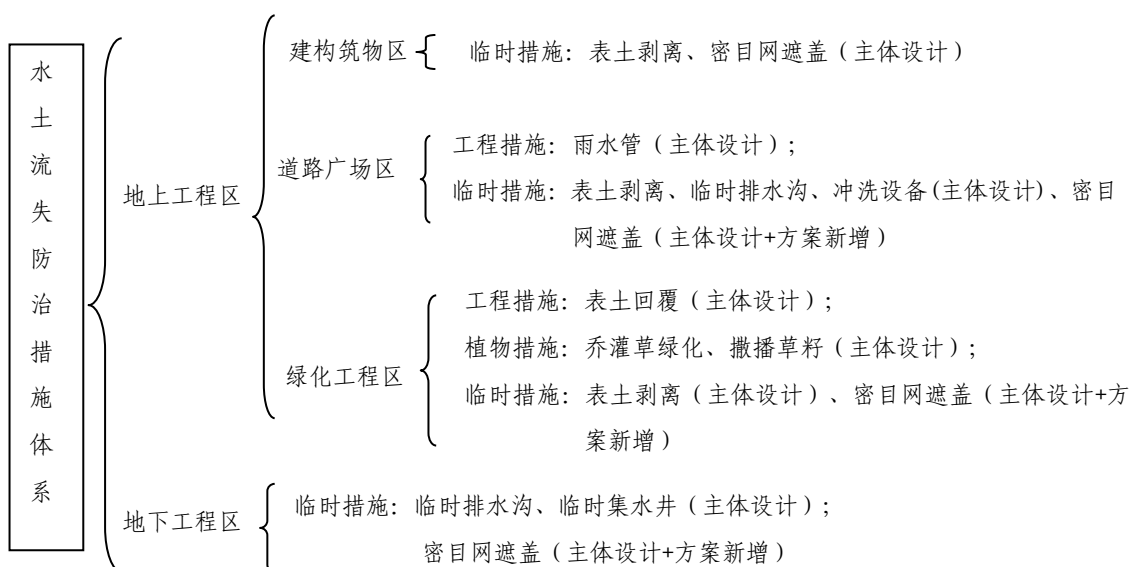 水土流失防治措施体系
地上工程区
建构筑物区
临时措施：表土剥离、密目网遮盖（主体设计）
道路广场区
工程措施：雨水管（主体设计）；
临时措施：表土剥离、临时排水沟、冲洗设备(主体设计)、密目
网遮盖（主体设计+方案新增）
绿化工程区
工程措施：表土回覆（主体设计）；
植物措施：乔灌草绿化、撒播草籽（主体设计）；
临时措施：表土剥离（主体设计）、密目网遮盖（主体设计+方
案新增）
地下工程区
临时措施：临时排水沟、临时集水井（主体设计）；
密目网遮盖（主体设计+方案新增）